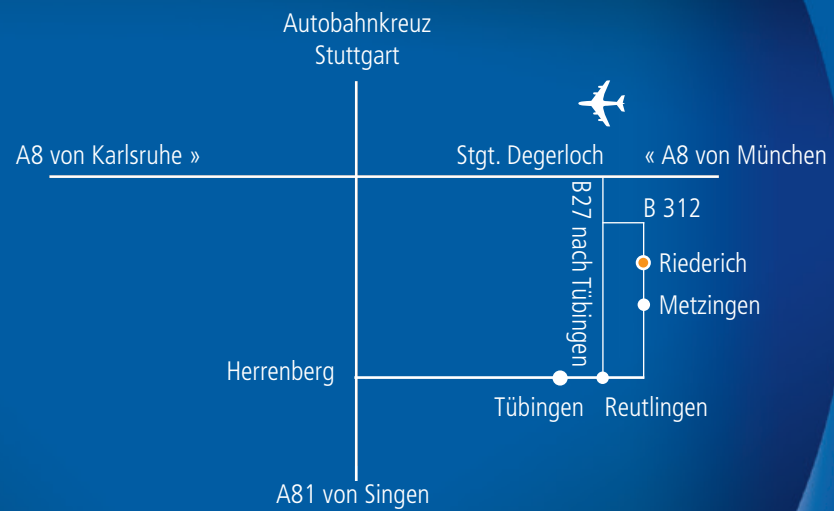 Autobahnkreuz
Stuttgart
A8 von Karlsruhe »
Stgt. Degerloch
« A8 von München
B27 nach Tübingen
B 312
Riederich
Metzingen
Herrenberg
Tübingen
Reutlingen
A81 von Singen